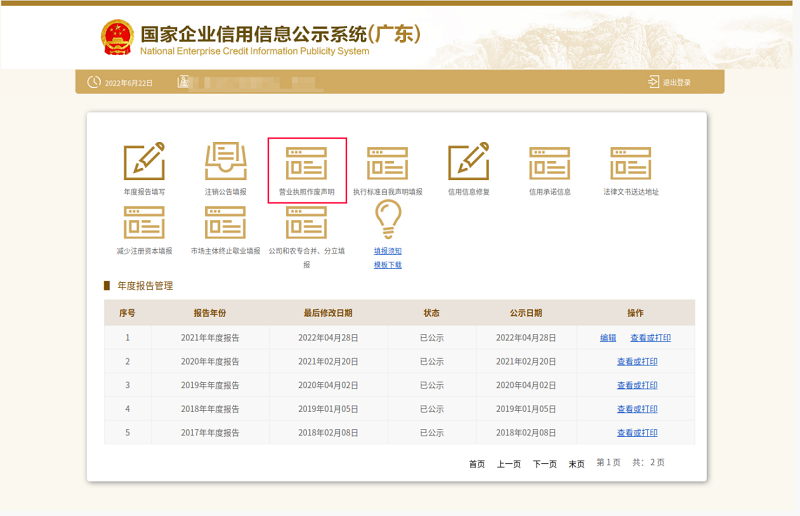 国家企业信用信息公示系统(广东)
National Enterprise Credit Information Publicity System
2022年6月22日
退出登录
年度报告填写 注销公告填报 营业执照作废声明 执行标准自我声明填报 信用信息修复 信用承诺信息 法律文书送达地址
减少注册资本填报 市场主体终止歇业填报 公司和农专合并、分立填报 填报须知
模板下载
年度报告管理
序号 报告年份 最后修改日期 状态 公示日期 操作
1 2021年年度报告 2022年04月28日 已公示 2022年04月28日 编辑 查看或打印
2 2020年年度报告 2021年02月20日 已公示 2021年02月20日 查看或打印
3 2019年年度报告 2020年04月02日 已公示 2020年04月02日 查看或打印
4 2018年年度报告 2019年01月05日 已公示 2019年01月05日 查看或打印
5 2017年年度报告 2018年02月08日 已公示 2018年02月08日 查看或打印
首页 上一页 下一页 末页 第 1 页 共： 2 页